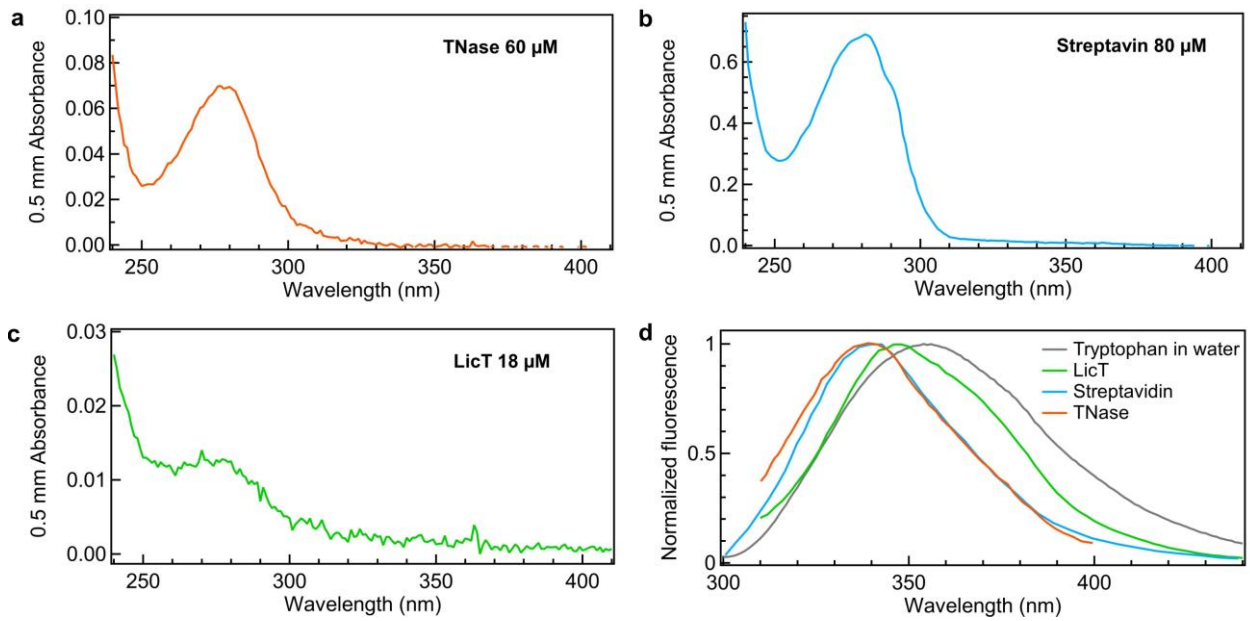 a
0.10
0.08
0.06
0.04
0.02
0.00
0.5 mm Absorbance
TNase 60 µM
250
300
350
400
Wavelength (nm)
b
0.6
0.4
0.2
0.0
0.5 mm Absorbance
Streptavin 80 µM
250
300
350
400
Wavelength (nm)
c
0.03
0.02
0.01
0.00
0.5 mm Absorbance
LicT 18 µM
250
300
350
400
Wavelength (nm)
d
1
0.5
0
Normalized fluorescence
Tryptophan in water
LicT
Streptavidin
TNase
300
350
400
Wavelength (nm)